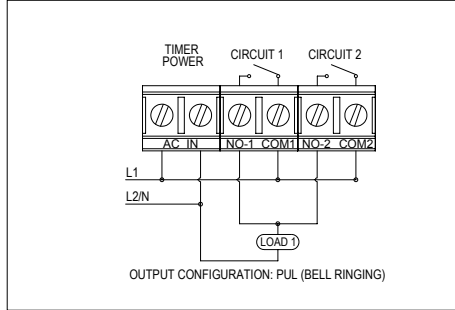 TIMER
POWER
CIRCUIT 1
CIRCUIT 2
AC IN
NO-1
COM1
NO-2
COM2
L1
L2/N
LOAD 1
OUTPUT CONFIGURATION: PUL (BELL RINGING)